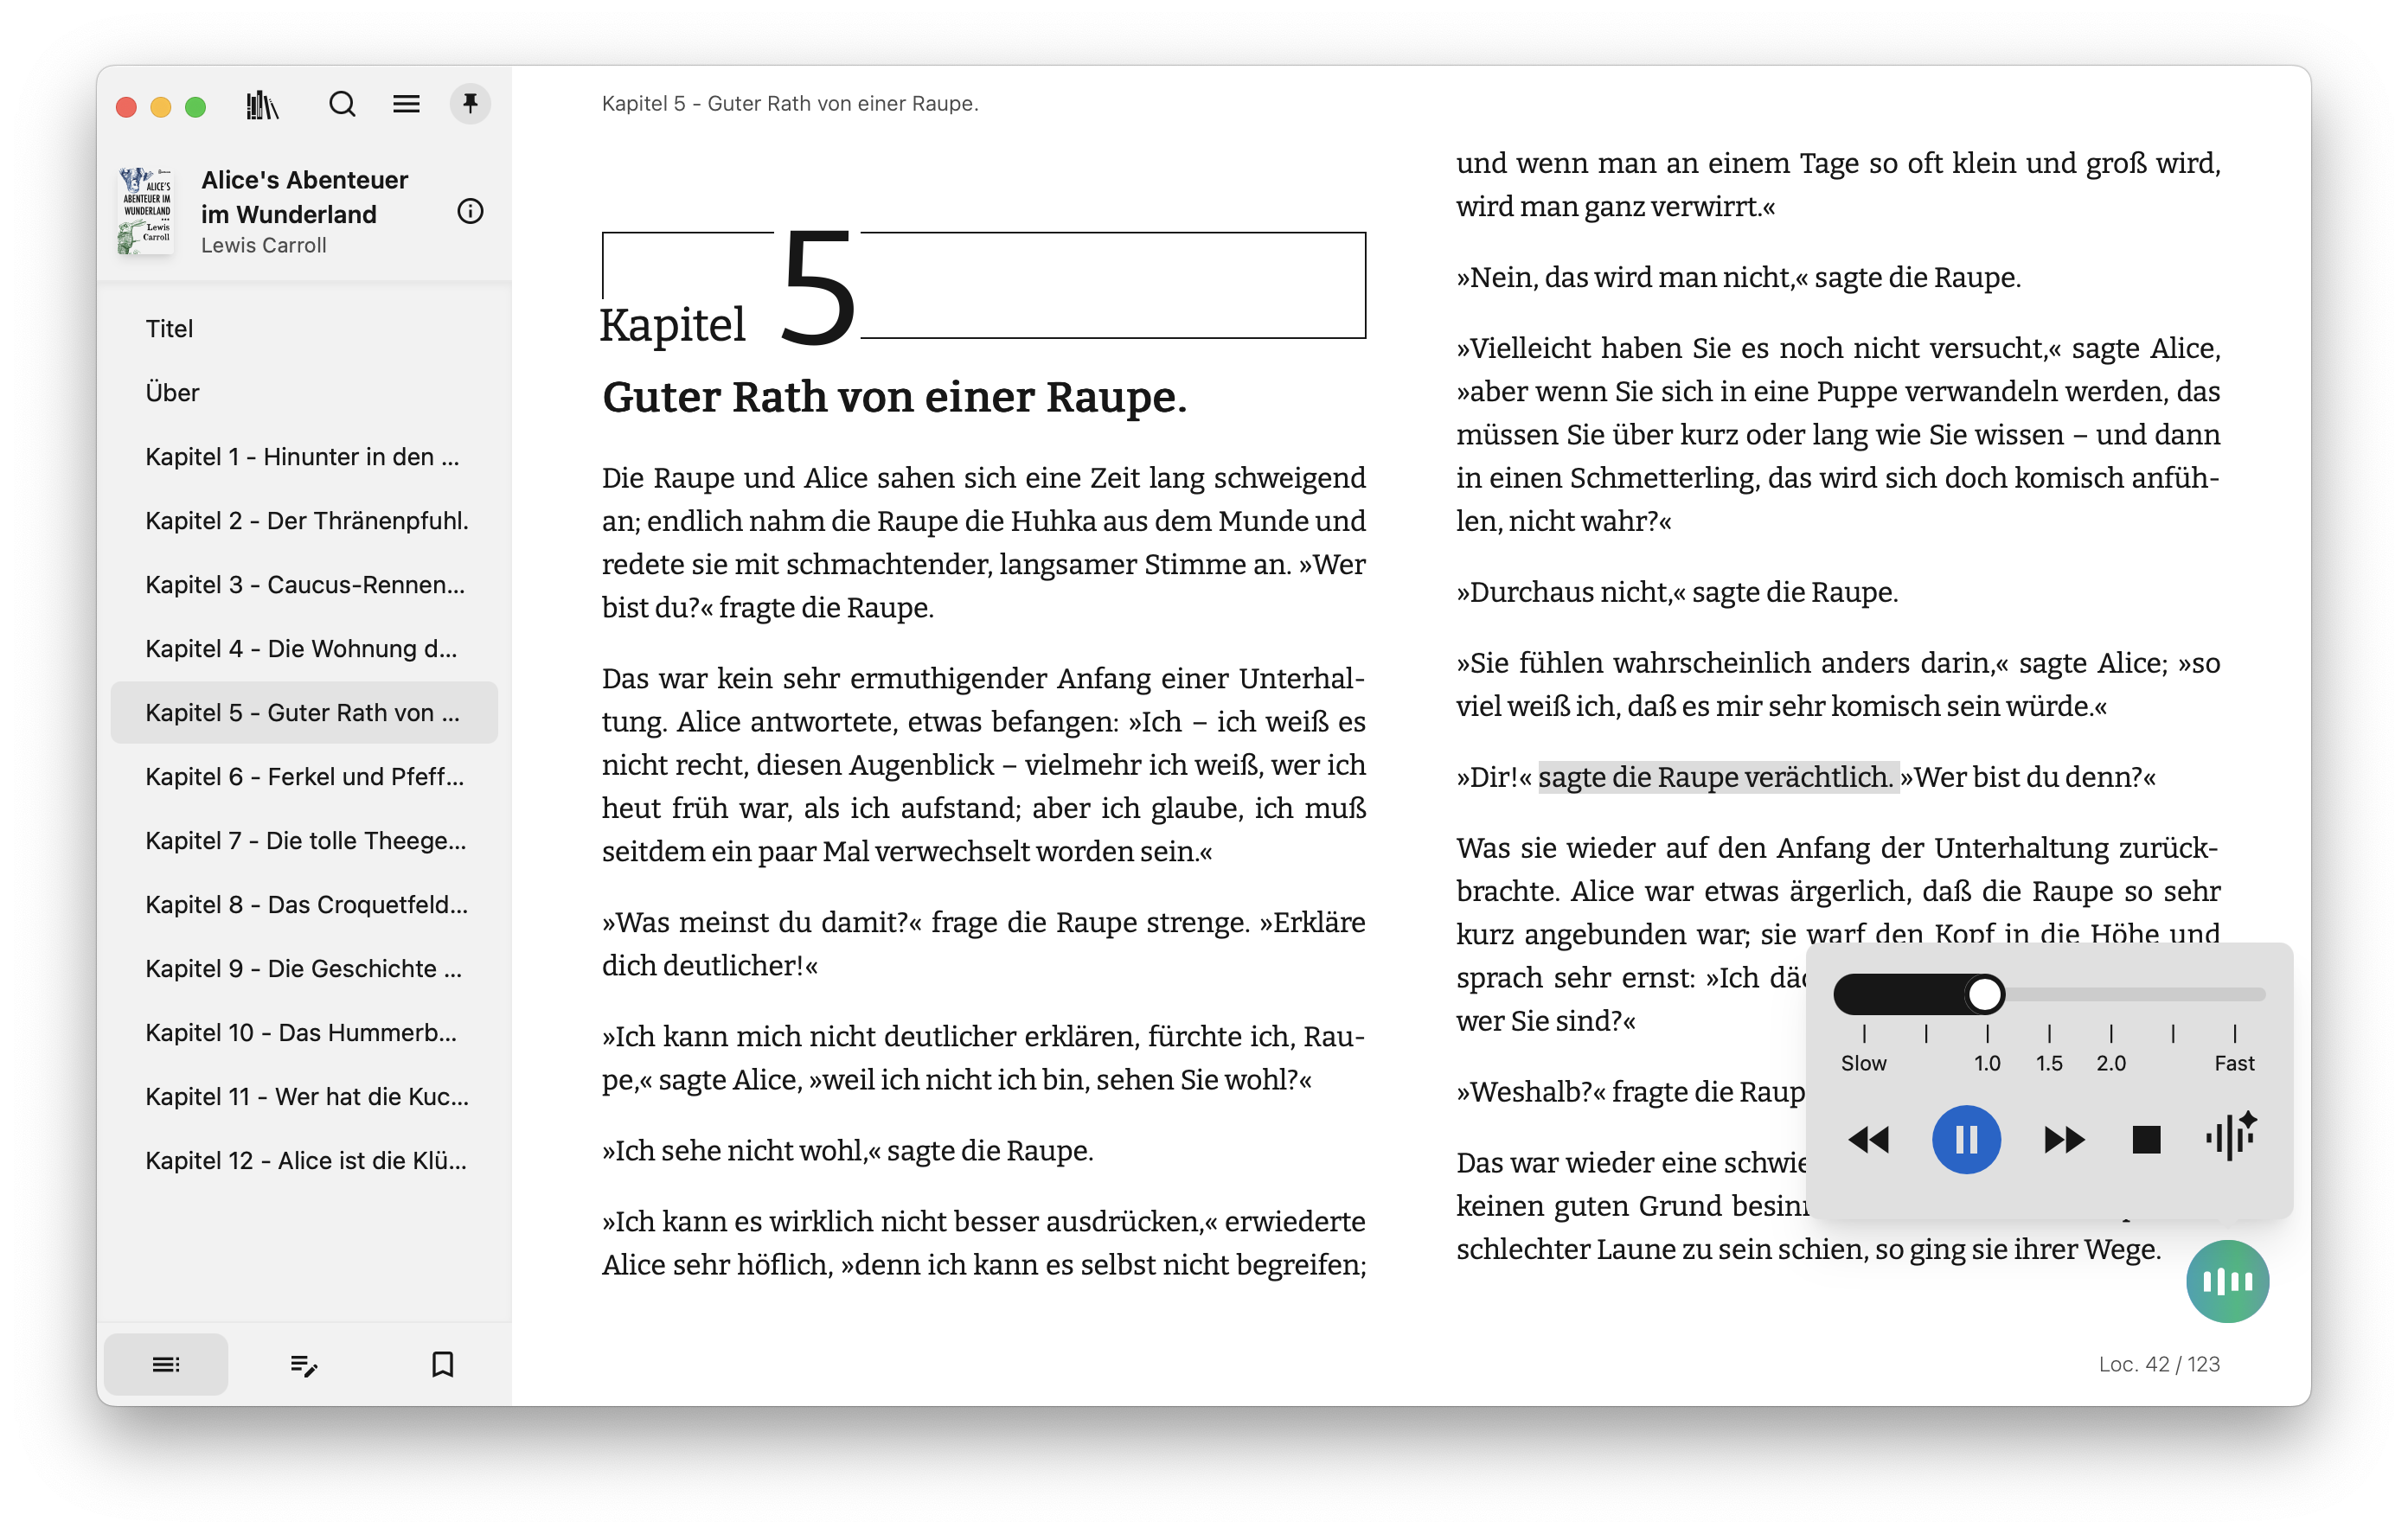 Alice's Abenteuer
im Wunderland
Lewis Carroll
ALICE'S
ABENTEUER IM
WUNDERLAND
Lewis
Carroll
Titel
Über
Kapitel 1 - Hinunter in den ...
Kapitel 2 - Der Thränenpfuhl.
Kapitel 3 - Caucus-Rennen...
Kapitel 4 - Die Wohnung d...
Kapitel 5 - Guter Rath von ...
Kapitel 6 - Ferkel und Pfeff...
Kapitel 7 - Die tolle Theege...
Kapitel 8 - Das Croquetfeld...
Kapitel 9 - Die Geschichte ...
Kapitel 10 - Das Hummerb...
Kapitel 11 - Wer hat die Kuc...
Kapitel 12 - Alice ist die Klü...
Kapitel 5 - Guter Rath von einer Raupe.
Kapitel 5
Guter Rath von einer Raupe.
Die Raupe und Alice sahen sich eine Zeit lang schweigend
an; endlich nahm die Raupe die Huhka aus dem Munde und
redete sie mit schmachtender, langsamer Stimme an. »Wer
bist du?« fragte die Raupe.
Das war kein sehr ermuthigender Anfang einer Unterhal-
tung. Alice antwortete, etwas befangen: »Ich – ich weiß es
nicht recht, diesen Augenblick – vielmehr ich weiß, wer ich
heut früh war, als ich aufstand; aber ich glaube, ich muß
seitdem ein paar Mal verwechselt worden sein.«
»Was meinst du damit?« frage die Raupe strenge. »Erkläre
dich deutlicher!«
»Ich kann mich nicht deutlicher erklären, fürchte ich, Rau-
pe,« sagte Alice, »weil ich nicht ich bin, sehen Sie wohl?«
»Ich sehe nicht wohl,« sagte die Raupe.
»Ich kann es wirklich nicht besser ausdrücken,« erwiederte
Alice sehr höflich, »denn ich kann es selbst nicht begreifen;
und wenn man an einem Tage so oft klein und groß wird,
wird man ganz verwirrt.«
»Nein, das wird man nicht,« sagte die Raupe.
»Vielleicht haben Sie es noch nicht versucht,« sagte Alice,
»aber wenn Sie sich in eine Puppe verwandeln werden, das
müssen Sie über kurz oder lang wie Sie wissen – und dann
in einen Schmetterling, das wird sich doch komisch anfüh-
len, nicht wahr?«
»Durchaus nicht,« sagte die Raupe.
»Sie fühlen wahrscheinlich anders darin,« sagte Alice; »so
viel weiß ich, daß es mir sehr komisch sein würde.«
»Dir!« sagte die Raupe verächtlich. »Wer bist du denn?«
Was sie wieder auf den Anfang der Unterhaltung zurück-
brachte. Alice war etwas ärgerlich, daß die Raupe so sehr
kurz angebunden war; sie warf den Kopf in die Höhe und
sprach sehr ernst: »Ich
wer Sie sind?«
»Weshalb?« fragte die Raup
Das war wieder eine
keinen guten Grund
schlechter Laune zu sein schien, so ging sie ihrer Wege.
Slow 1.0 1.5 2.0 Fast
Loc. 42 / 123